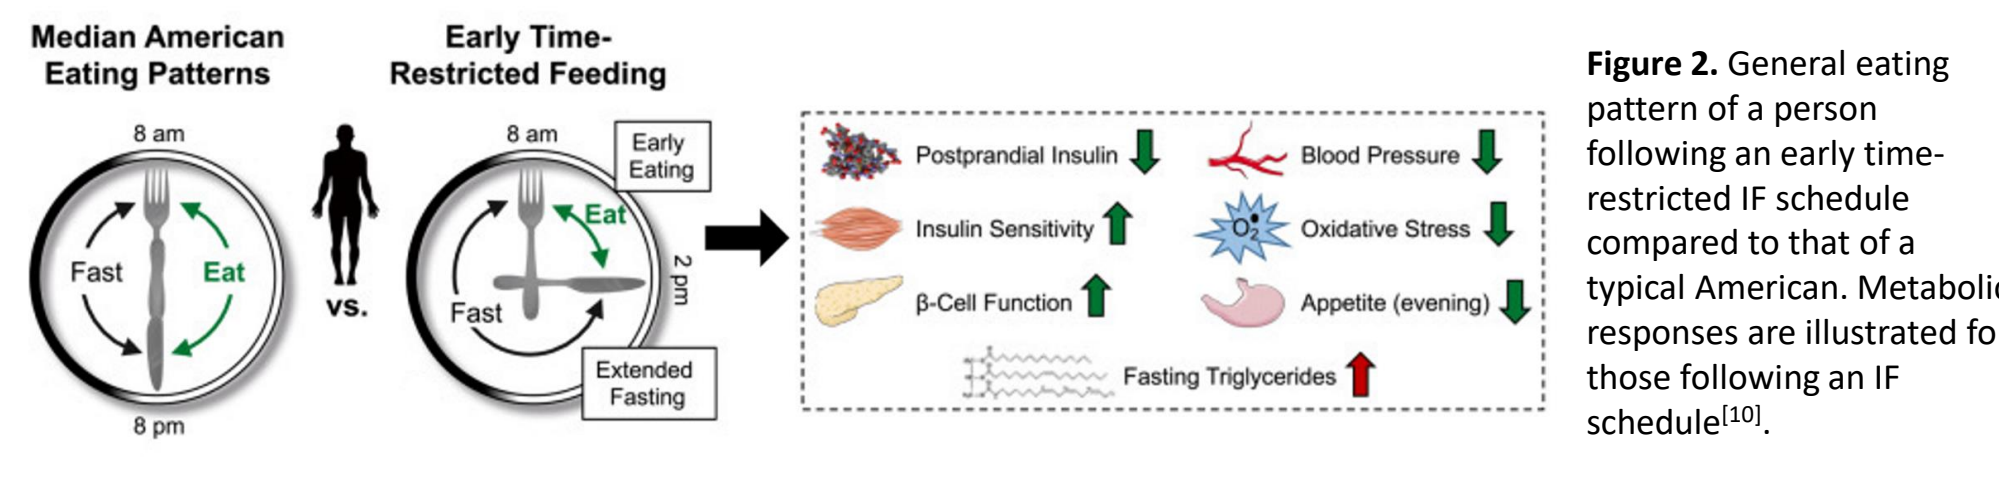 Median American
Eating Patterns
8 am
Fast
Eat
8 pm
vs.
Early Time-
Restricted Feeding
8 am
Early
Eating
Eat
2 pm
Fast
Extended
Fasting
Postprandial Insulin
Insulin Sensitivity
β-Cell Function
Blood Pressure
O2
Oxidative Stress
Appetite (evening)
Fasting Triglycerides
Figure 2. General eating
pattern of a person
following an early time-
restricted IF schedule
compared to that of a
typical American. Metabolic
responses are illustrated fo
those following an IF
schedule[10].